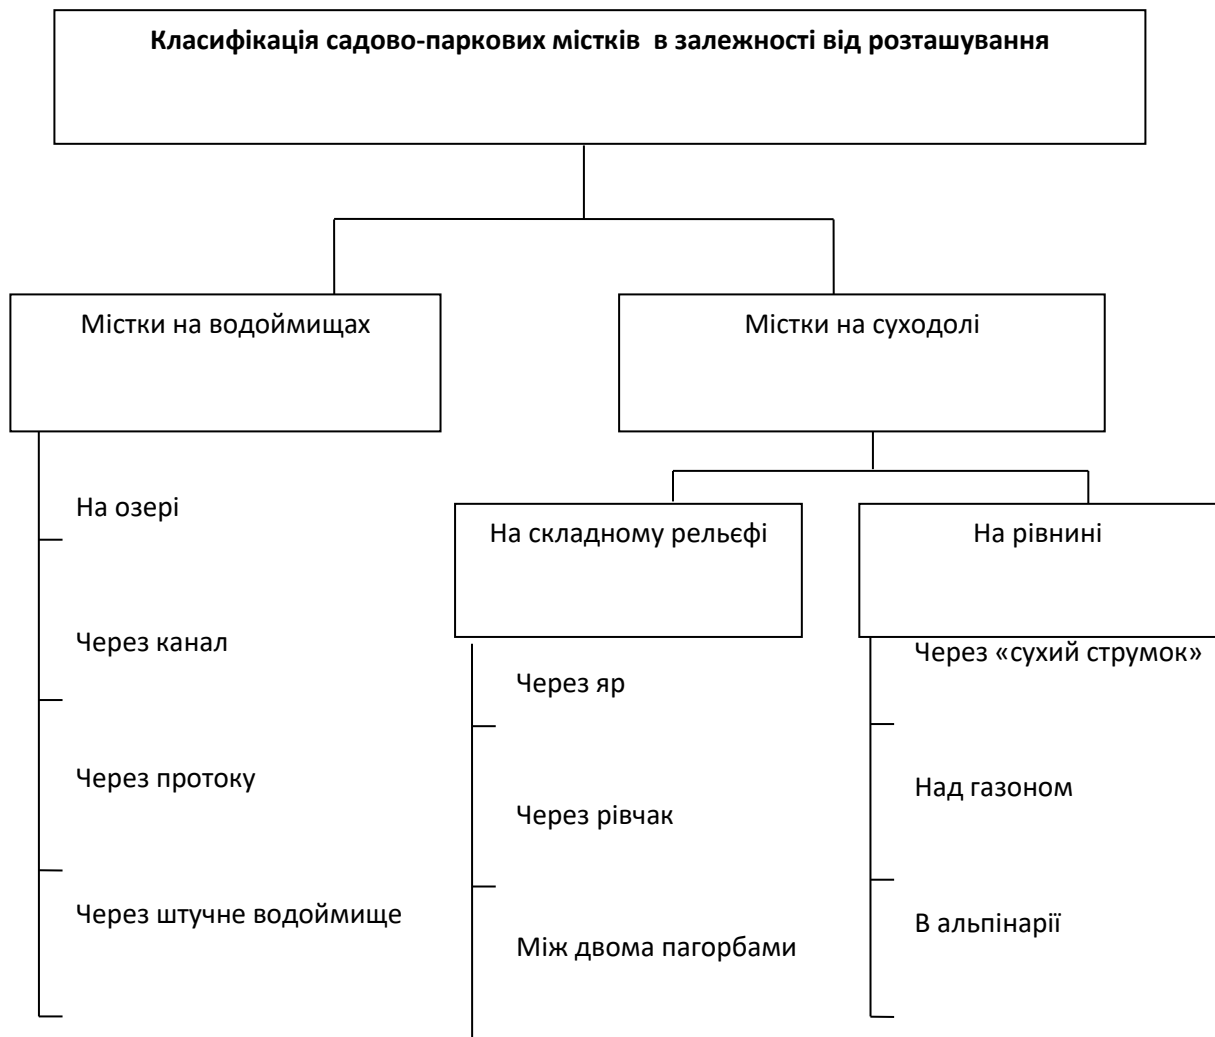 Класифікація садово-паркових містків в залежності від розташування
Містки на водоймищах
Містки на суходолі
На озері
Через канал
Через протоку
Через штучне водоймище
На складному рельєфі
Через яр
Через рівчак
Між двома пагорбами
На рівнині
Через «сухий струмок»
Над газоном
В альпінарії